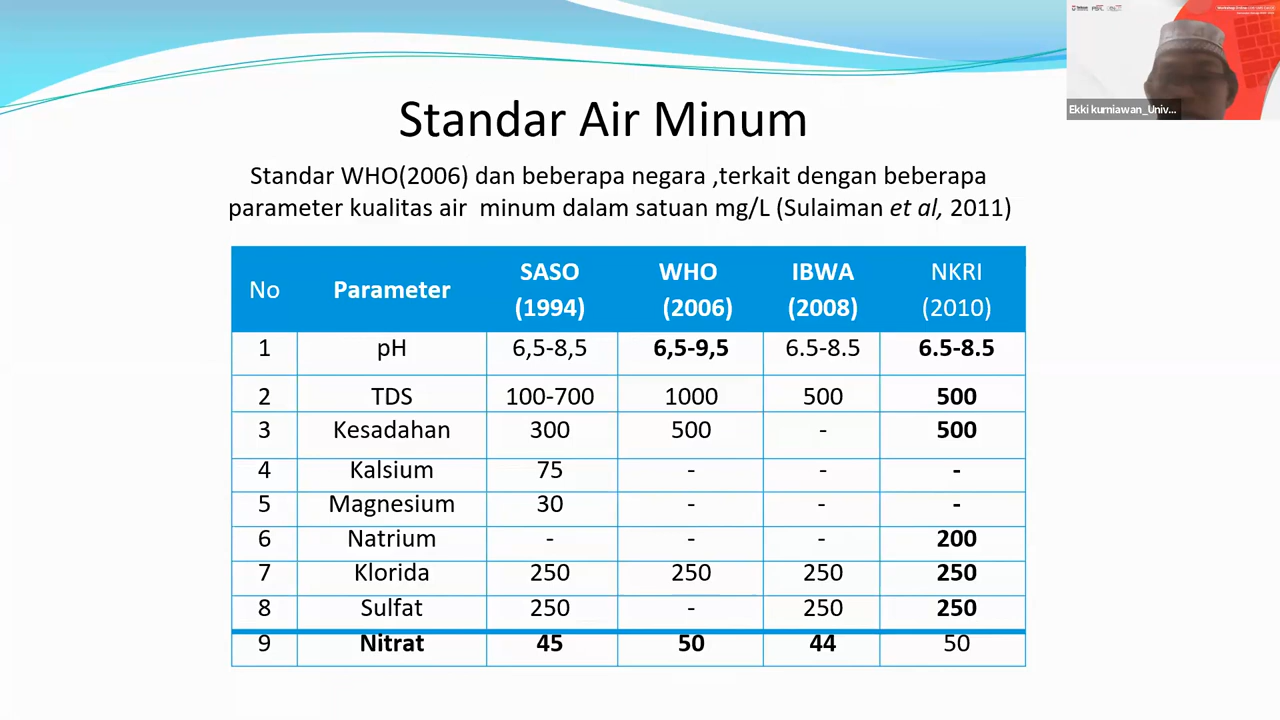 Standar Air Minum
Standar WHO(2006) dan beberapa negara ,terkait dengan beberapa
parameter kualitas air minum dalam satuan mg/L (Sulaiman et al, 2011)
No Parameter SASO (1994) WHO (2006) IBWA (2008) NKRI (2010)
1 pH 6,5-8,5 6,5-9,5 6.5-8.5 6.5-8.5
2 TDS 100-700 1000 500 500
3 Kesadahan 300 500 - 500
4 Kalsium 75 - - -
5 Magnesium 30 - - -
6 Natrium - - - 200
7 Klorida 250 250 250 250
8 Sulfat 250 - 250 250
9 Nitrat 45 50 44 50
Ekki kurniawan_Univ...